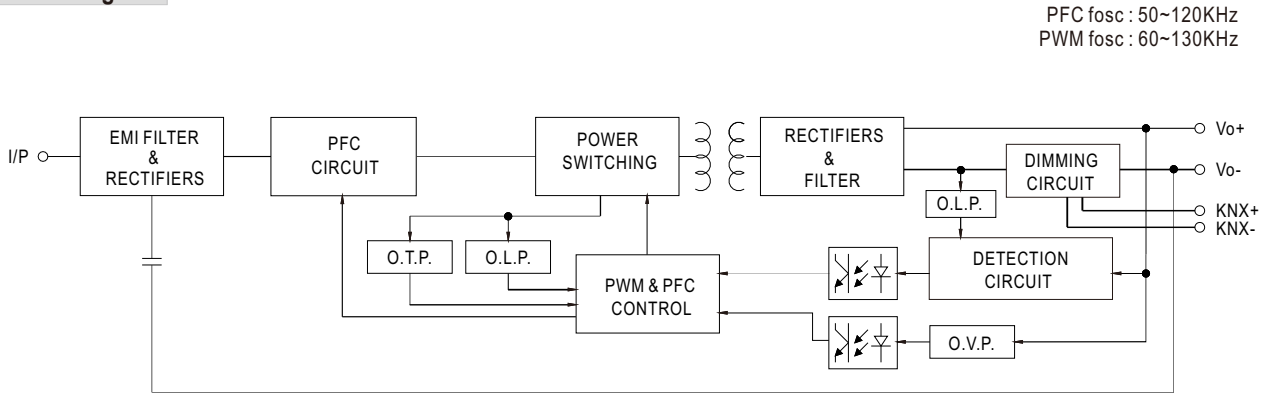 PFC fosc : 50~120KHz
PWM fosc : 60~130KHz
I/P
EMI FILTER
&
RECTIFIERS
PFC
CIRCUIT
POWER
SWITCHING
RECTIFIERS
&
FILTER
DIMMING
CIRCUIT
Vo+
Vo-
KNX+
KNX-
O.L.P.
O.T.P.
O.L.P.
PWM & PFC
CONTROL
DETECTION
CIRCUIT
O.V.P.